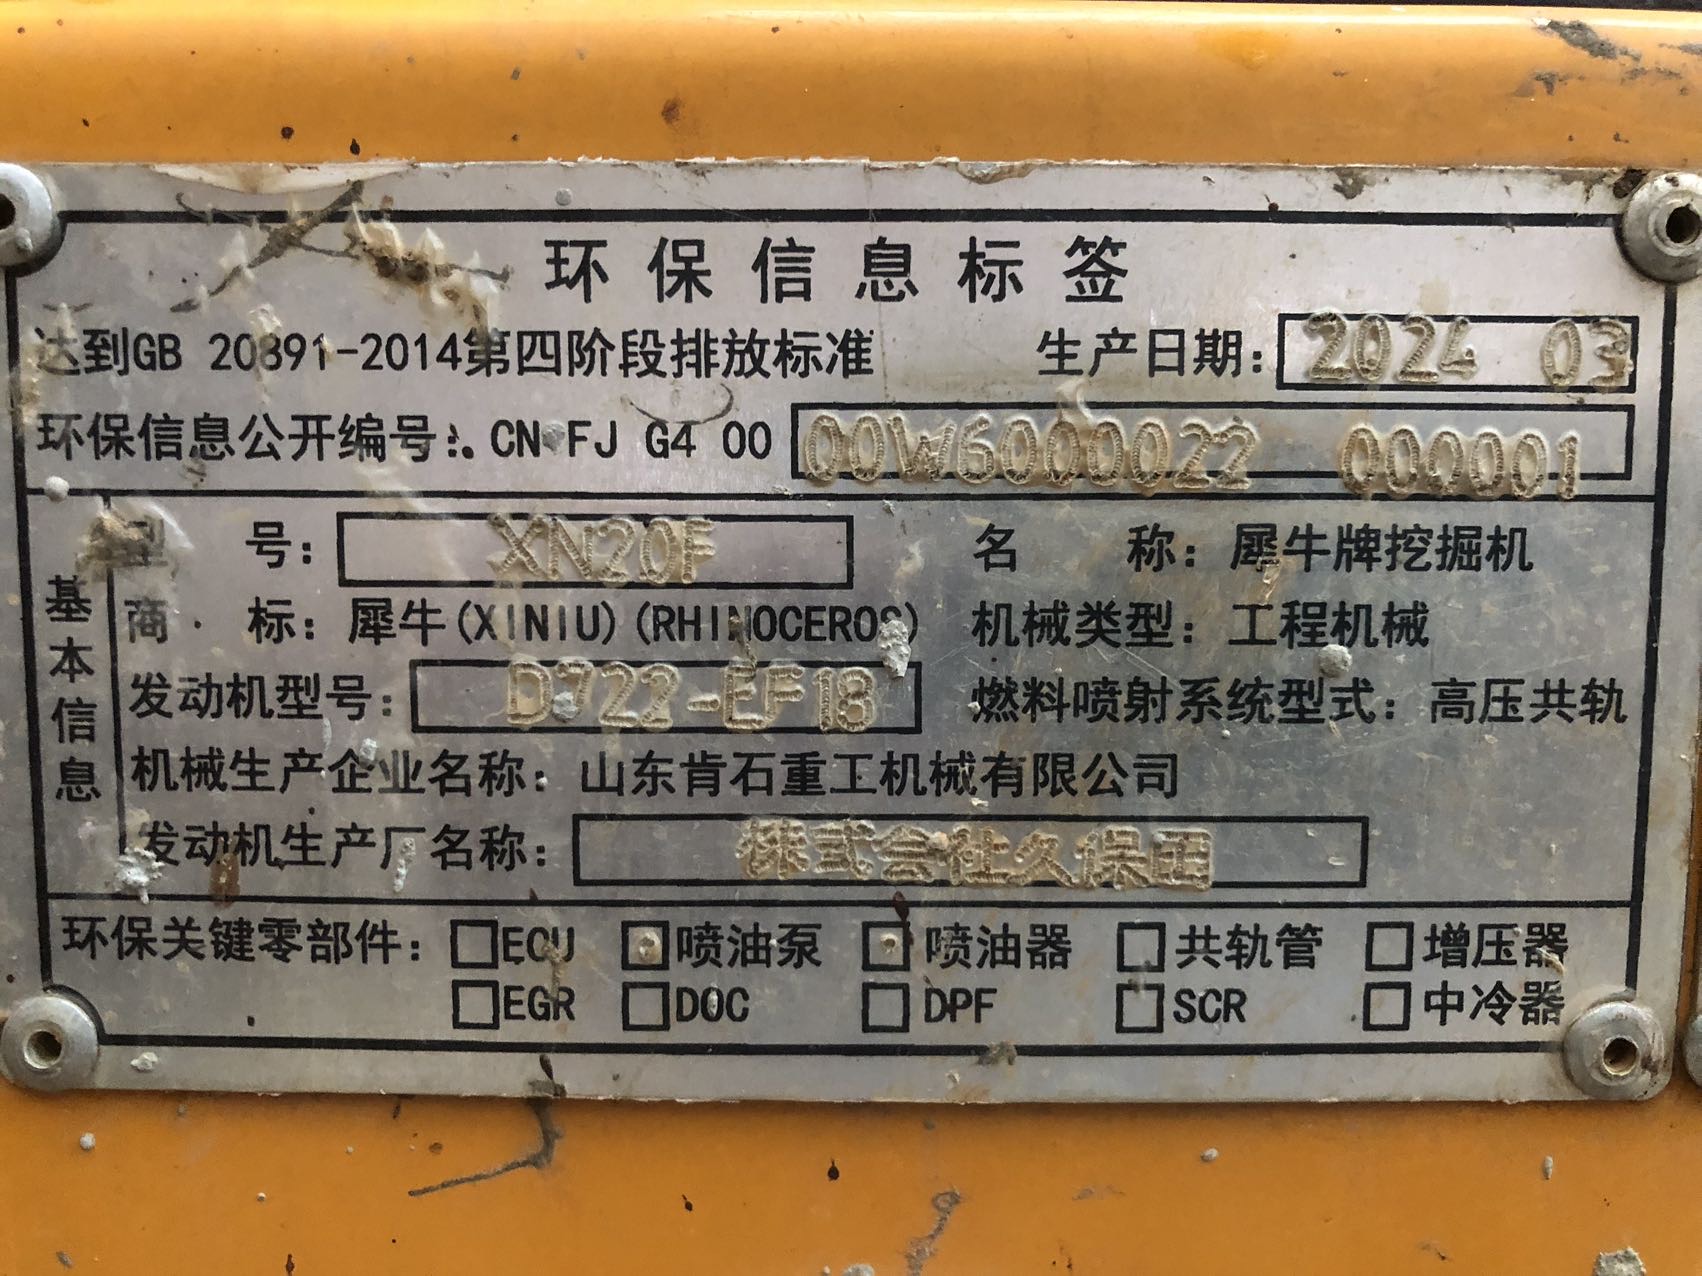 环保信息标签
达到GB 20891-2014第四阶段排放标准 生产日期: 2024 03
环保信息公开编号: CN FJ G4 00 00W6000022 000001
基本信息
型 号: XN20F 名 称: 犀牛牌挖掘机
商 标: 犀牛(XINIU)(RHINOCEROS) 机械类型: 工程机械
发动机型号: D722-EF18 燃料喷射系统型式: 高压共轨
机械生产企业名称: 山东肯石重工机械有限公司
发动机生产厂名称: 株式会社久保田
环保关键零部件: □ECU □喷油泵 □喷油器 □共轨管 □增压器
□EGR □DOC □DPF □SCR □中冷器